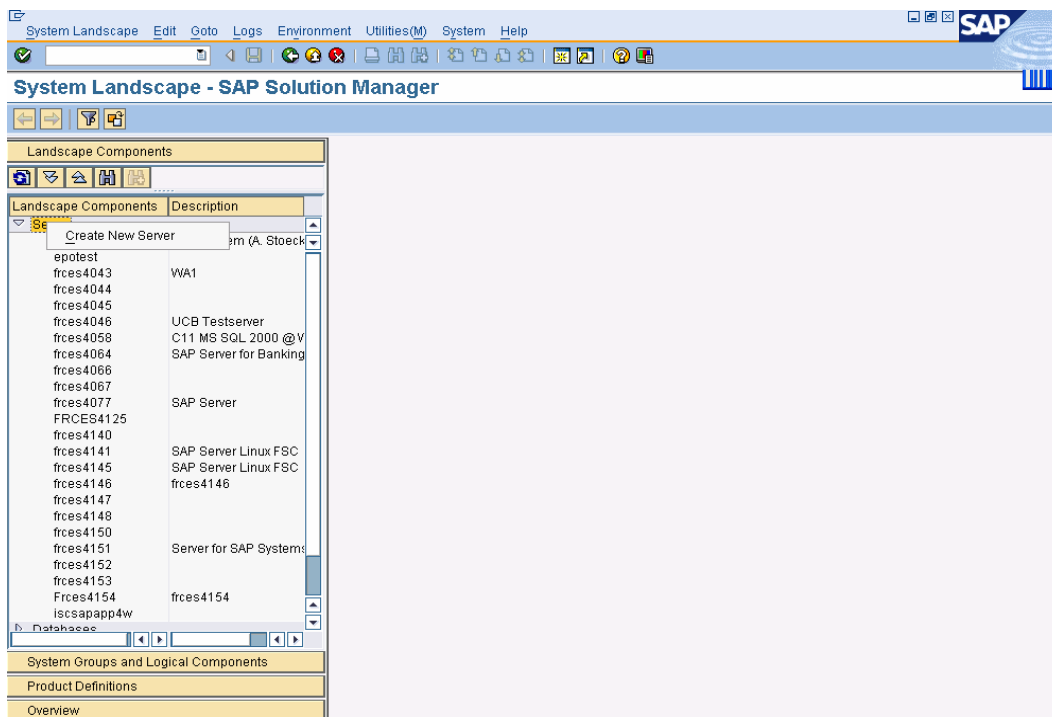 System Landscape Edit Goto Logs Environment Utilities(M) System Help
SAP
System Landscape - SAP Solution Manager
Landscape Components
Landscape Components Description
Create New Server
(A. Stoeck
epotest
frces4043 WA1
frces4044
frces4045
frces4046 UCB Testserver
frces4058 C11 MS SQL 2000 @
frces4064 SAP Server for Banking
frces4066
frces4067
frces4077 SAP Server
FRCES4125
frces4140
frces4141 SAP Server Linux FSC
frces4145 SAP Server Linux FSC
frces4146 frces4146
frces4147
frces4148
frces4150
frces4151 Server for SAP Systems
frces4152
frces4153
Frces4154 frces4154
iscsapapp4w
Databases
System Groups and Logical Components
Product Definitions
Overview